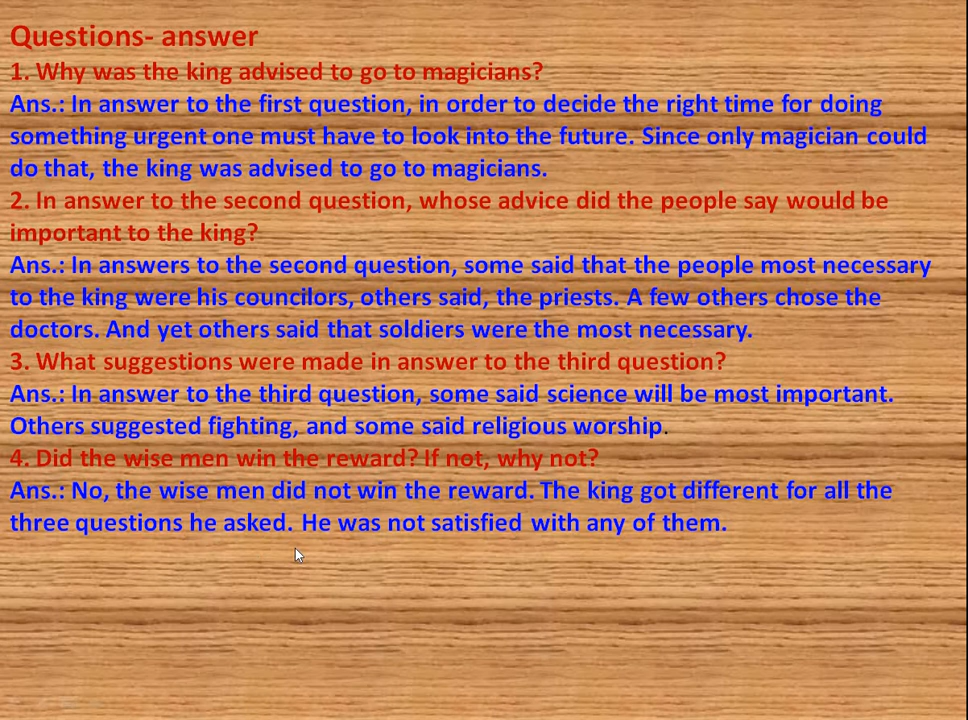 Questions- answer
1. Why was the king advised to go to magicians?
Ans.: In answer to the first question, in order to decide the right time for doing
something urgent one must have to look into the future. Since only magician could
do that, the king was advised to go to magicians.
2. In answer to the second question, whose advice did the people say would be
important to the king?
Ans.: In answers to the second question, some said that the people most necessary
to the king were his councilors, others said, the priests. A few others chose the
doctors. And yet others said that soldiers were the most necessary.
3. What suggestions were made in answer to the third question?
Ans.: In answer to the third question, some said science will be most important.
Others suggested fighting, and some said religious worship.
4. Did the wise men win the reward? If not, why not?
Ans.: No, the wise men did not win the reward. The king got different for all the
three questions he asked. He was not satisfied with any of them.